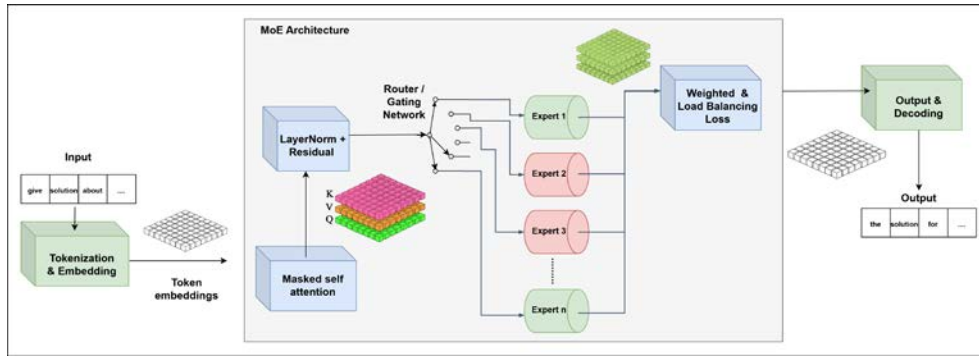 MoE Architecture
Input
give solution about ....
Tokenization
& Embedding
Token
embeddings
Masked self
attention
K
V
Q
LayerNorm +
Residual
Router /
Gating
Network
Expert 1
Expert 2
Expert 3
Expert n
Weighted &
Load Balancing
Loss
Output &
Decoding
Output
the solution for ....